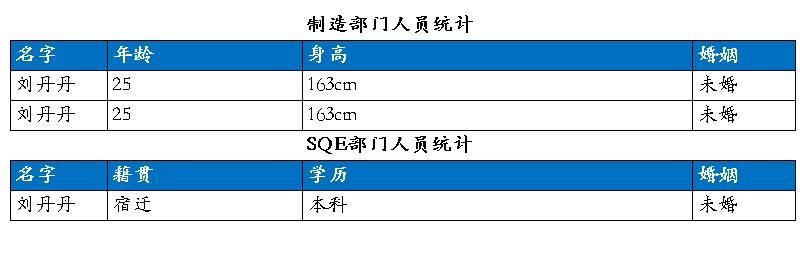 制造部门人员统计
名字 年龄 身高 婚姻
刘丹丹 25 163cm 未婚
刘丹丹 25 163cm 未婚
SQE部门人员统计
名字 籍贯 学历 婚姻
刘丹丹 宿迁 本科 未婚